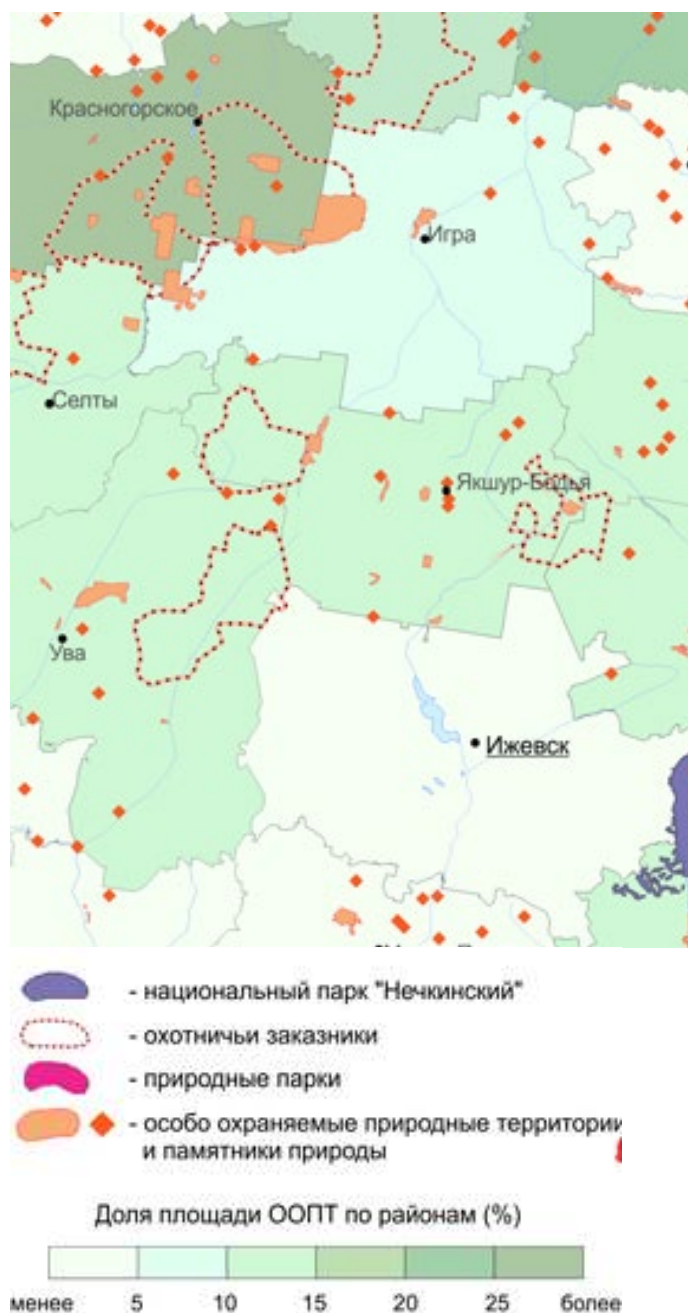 Красногорское
Игра
Селты
Якшур-Бодья
Ува
Ижевск
- национальный парк "Нечкинский"
- охотничьи заказники
- природные парки
- особо охраняемые природные территории
и памятники природы
Доля площади ООПТ по районам (%)
менее 5 10 15 20 25 более